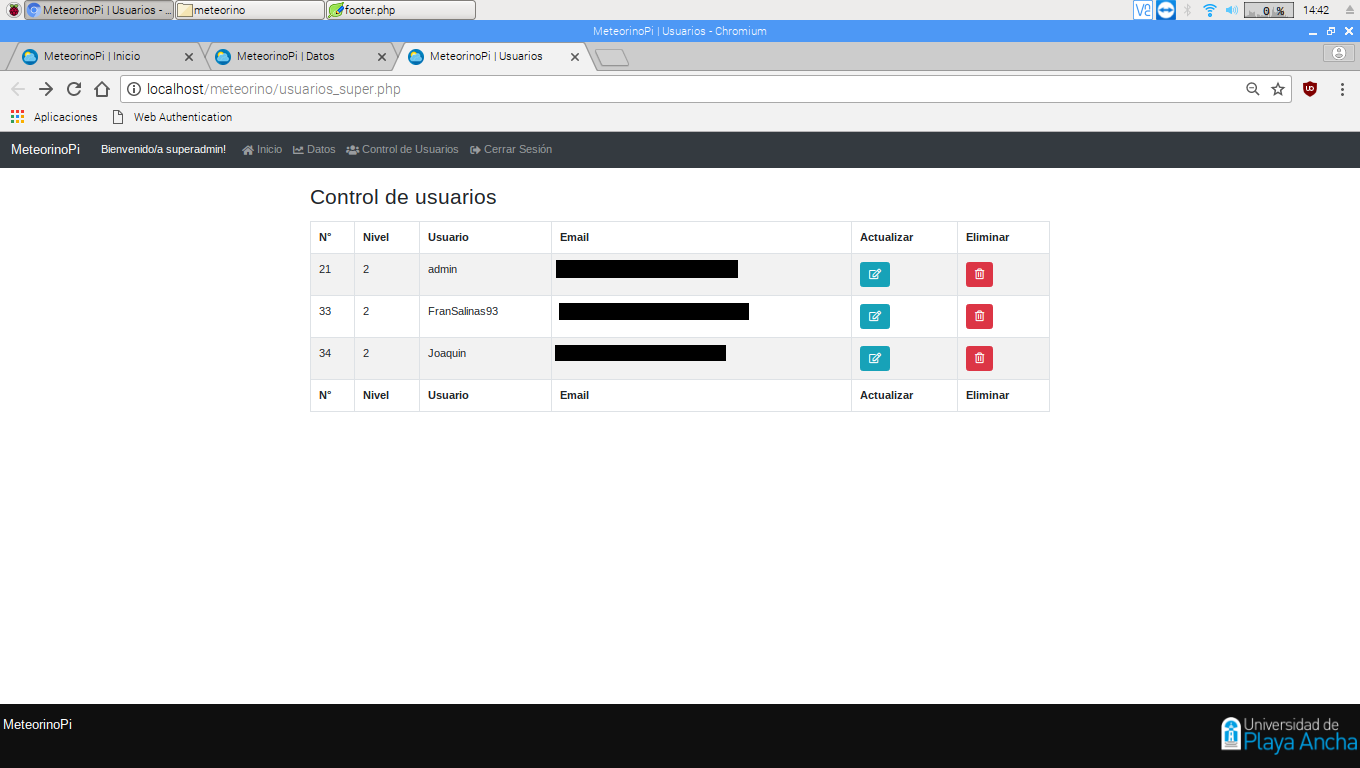 MeteorinoPi | Usuarios - ... meteorino footer.php 0 % 14:42
MeteorinoPi | Usuarios - Chromium
MeteorinoPi | Inicio MeteorinoPi | Datos MeteorinoPi | Usuarios
localhost/meteorino/usuarios_super.php
Aplicaciones Web Authentication
MeteorinoPi Bienvenido/a superadmin! Inicio Datos Control de Usuarios Cerrar Sesión
Control de usuarios
N° Nivel Usuario Email Actualizar Eliminar
21 2 admin
33 2 FranSalinas93
34 2 Joaquin
N° Nivel Usuario Email Actualizar Eliminar
MeteorinoPi
Universidad de
Playa Ancha